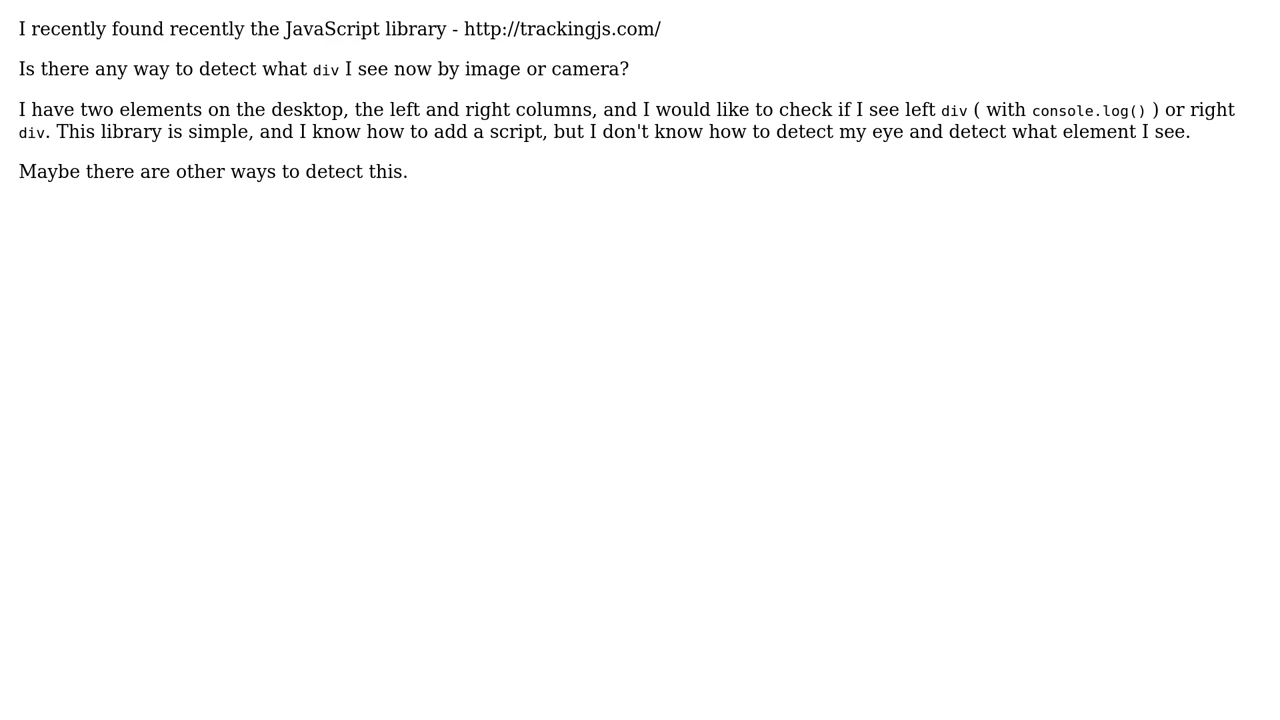 I recently found recently the JavaScript library - http://trackingjs.com/
Is there any way to detect what div I see now by image or camera?
I have two elements on the desktop, the left and right columns, and I would like to check if I see left div ( with console.log() ) or right
div. This library is simple, and I know how to add a script, but I don't know how to detect my eye and detect what element I see.
Maybe there are other ways to detect this.